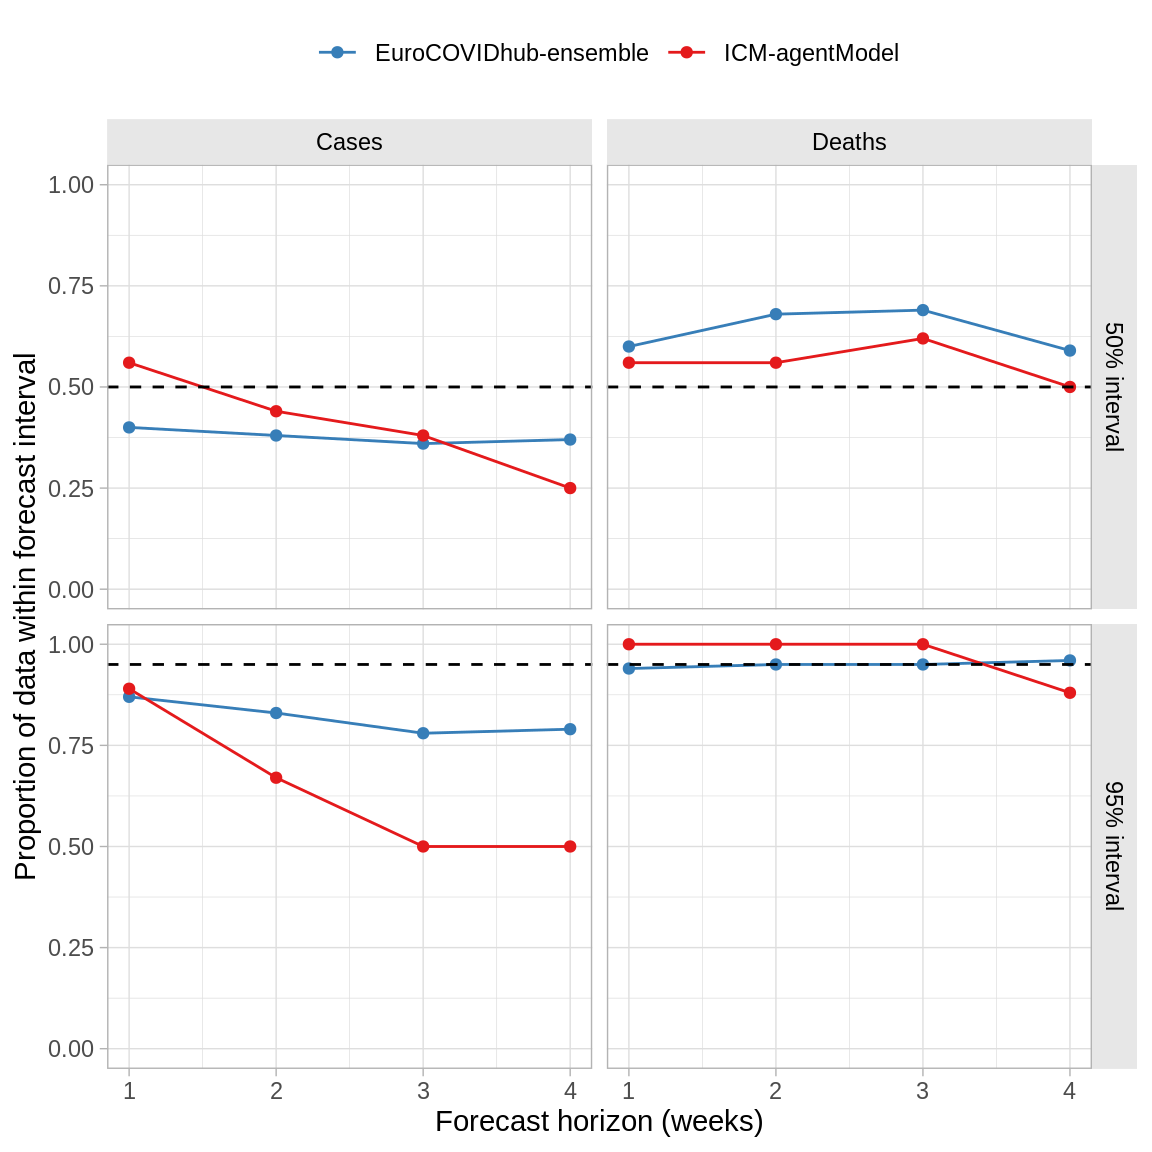 EuroCOVIDhub-ensemble ICM-agentModel
Cases Deaths
1.00
0.75
0.50
0.25
0.00
50% interval
1.00
0.75
0.50
0.25
0.00
95% interval
Proportion of data within forecast interval
1 2 3 4 1 2 3 4
Forecast horizon (weeks)